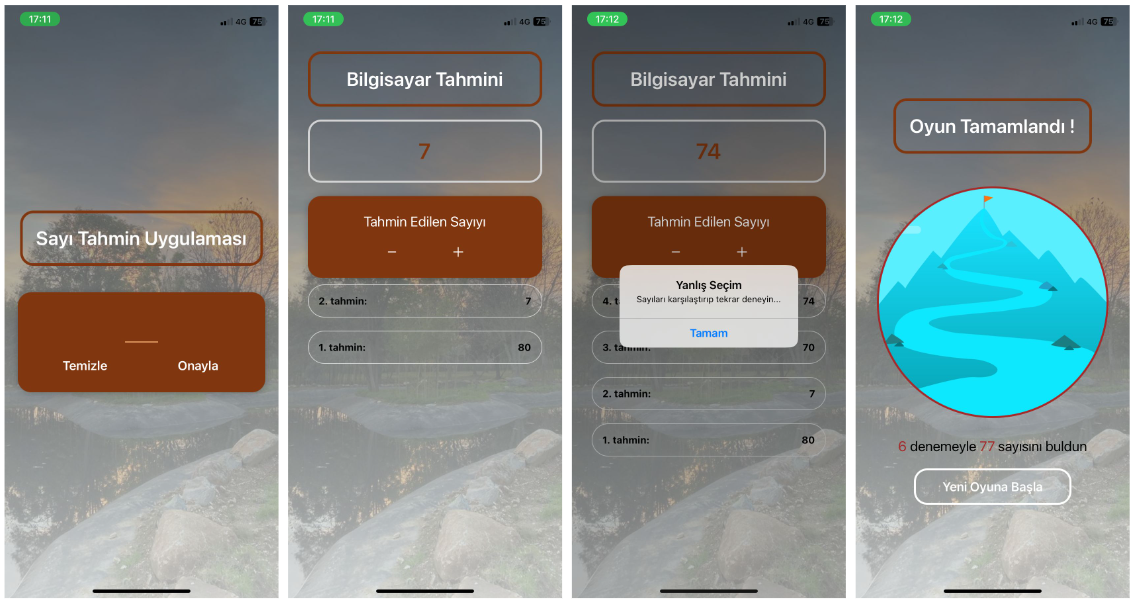 17:11
4G 75
Sayı Tahmin Uygulaması
Temizle Onayla
17:11
4G 75
Bilgisayar Tahmini
7
Tahmin Edilen Sayıyı
− +
2. tahmin: 7
1. tahmin: 80
17:12
4G 75
Bilgisayar Tahmini
74
Tahmin Edilen Sayıyı
− +
Yanlış Seçim
Sayıları karşılaştırıp tekrar deneyin...
Tamam
4. t 74
3. tahmin: 70
2. tahmin: 7
1. tahmin: 80
17:12
4G 75
Oyun Tamamlandı !
6 denemeyle 77 sayısını buldun
Yeni Oyuna Başla